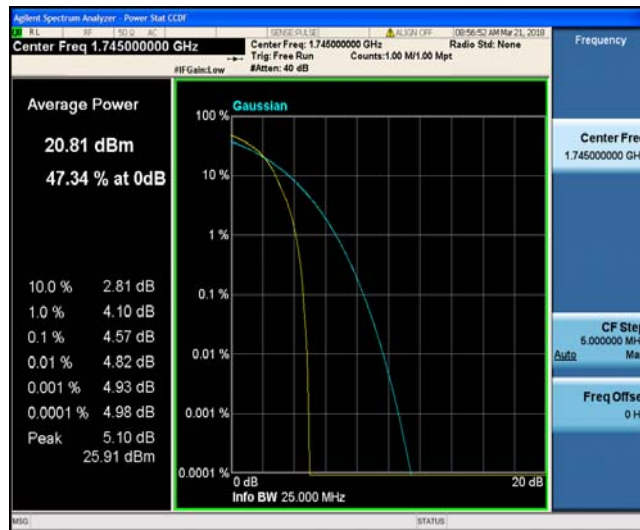 Agilent Spectrum Analyzer - Power Stat CCDF
RL RF 50 Ω AC SENSE:PULSE ALIGN OFF 08:56:52 AM Mar 21, 2018
Center Freq 1.745000000 GHz
Center Freq: 1.745000000 GHz Radio Std: None
Trig: Free Run Counts:1.00 M/1.00 Mpt
#IFGain:Low #Atten: 40 dB
Frequency
Average Power
20.81 dBm
47.34 % at 0dB
10.0 % 2.81 dB
1.0 % 4.10 dB
0.1 % 4.57 dB
0.01 % 4.82 dB
0.001 % 4.93 dB
0.0001 % 4.98 dB
Peak 5.10 dB
25.91 dBm
Gaussian
100 %
10 %
1 %
0.1 %
0.01 %
0.001 %
0.0001 %
0 dB 20 dB
Info BW 25.000 MHz
Center Fre
1.745000000 GH
CF Step
5.000000 MH
Auto Ma
Freq Offse
0 H
MSG STATUS